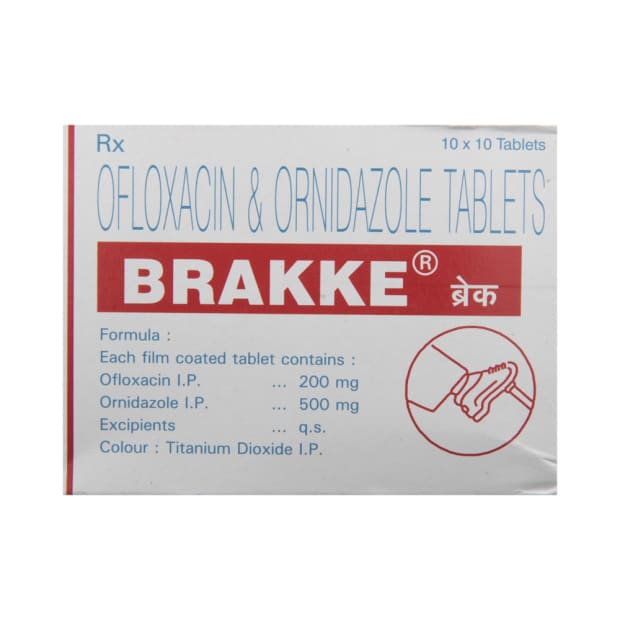 Rx 10 x 10 Tablets
OFLOXACIN & ORNIDAZOLE TABLETS
BRAKKE® ब्रेक
Formula :
Each film coated tablet contains :
Ofloxacin I.P. ... 200 mg
Ornidazole I.P. ... 500 mg
Excipients ... q.s.
Colour : Titanium Dioxide I.P.